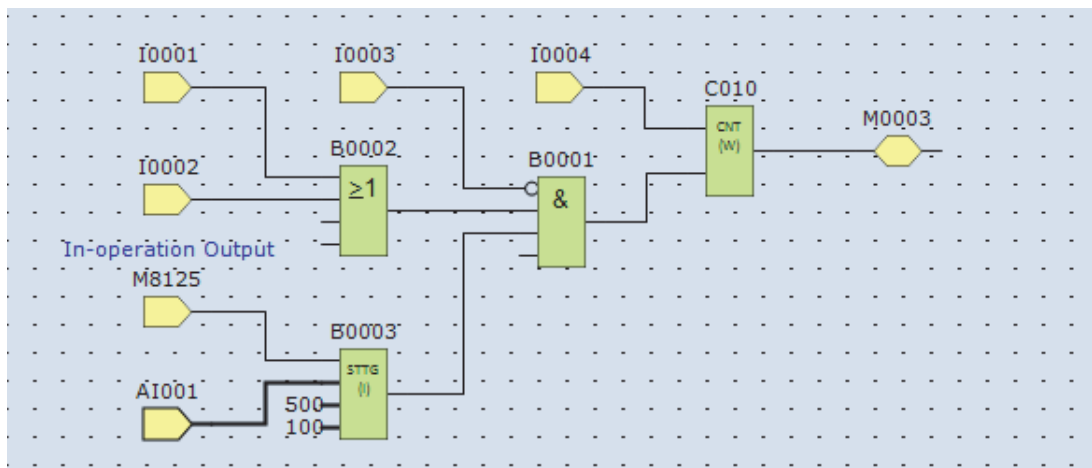 I0001
I0003
I0004
C010
CNT
(W)
M0003
I0002
B0002
≥1
B0001
&
In-operation Output
M8125
B0003
STTG
(I)
AI001
500
100